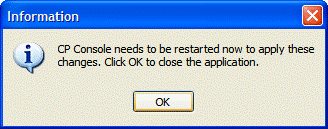 Information
CP Console needs to be restarted now to apply these
changes. Click OK to close the application.
OK